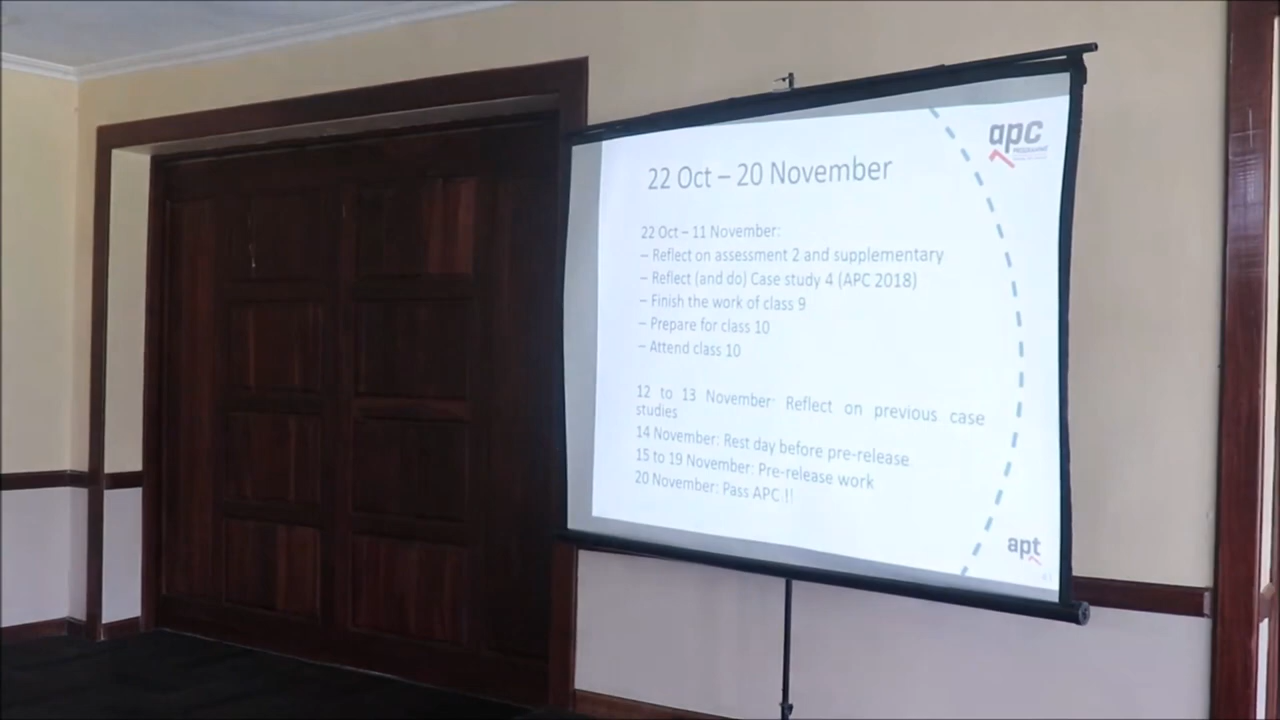 apc
PROGRAMME
22 Oct – 20 November
22 Oct – 11 November:
– Reflect on assessment 2 and supplementary
– Reflect (and do) Case study 4 (APC 2018)
– Finish the work of class 9
– Prepare for class 10
– Attend class 10
12 to 13 November: Reflect on previous case
studies
14 November: Rest day before pre-release
15 to 19 November: Pre-release work
20 November: Pass APC !!
apt